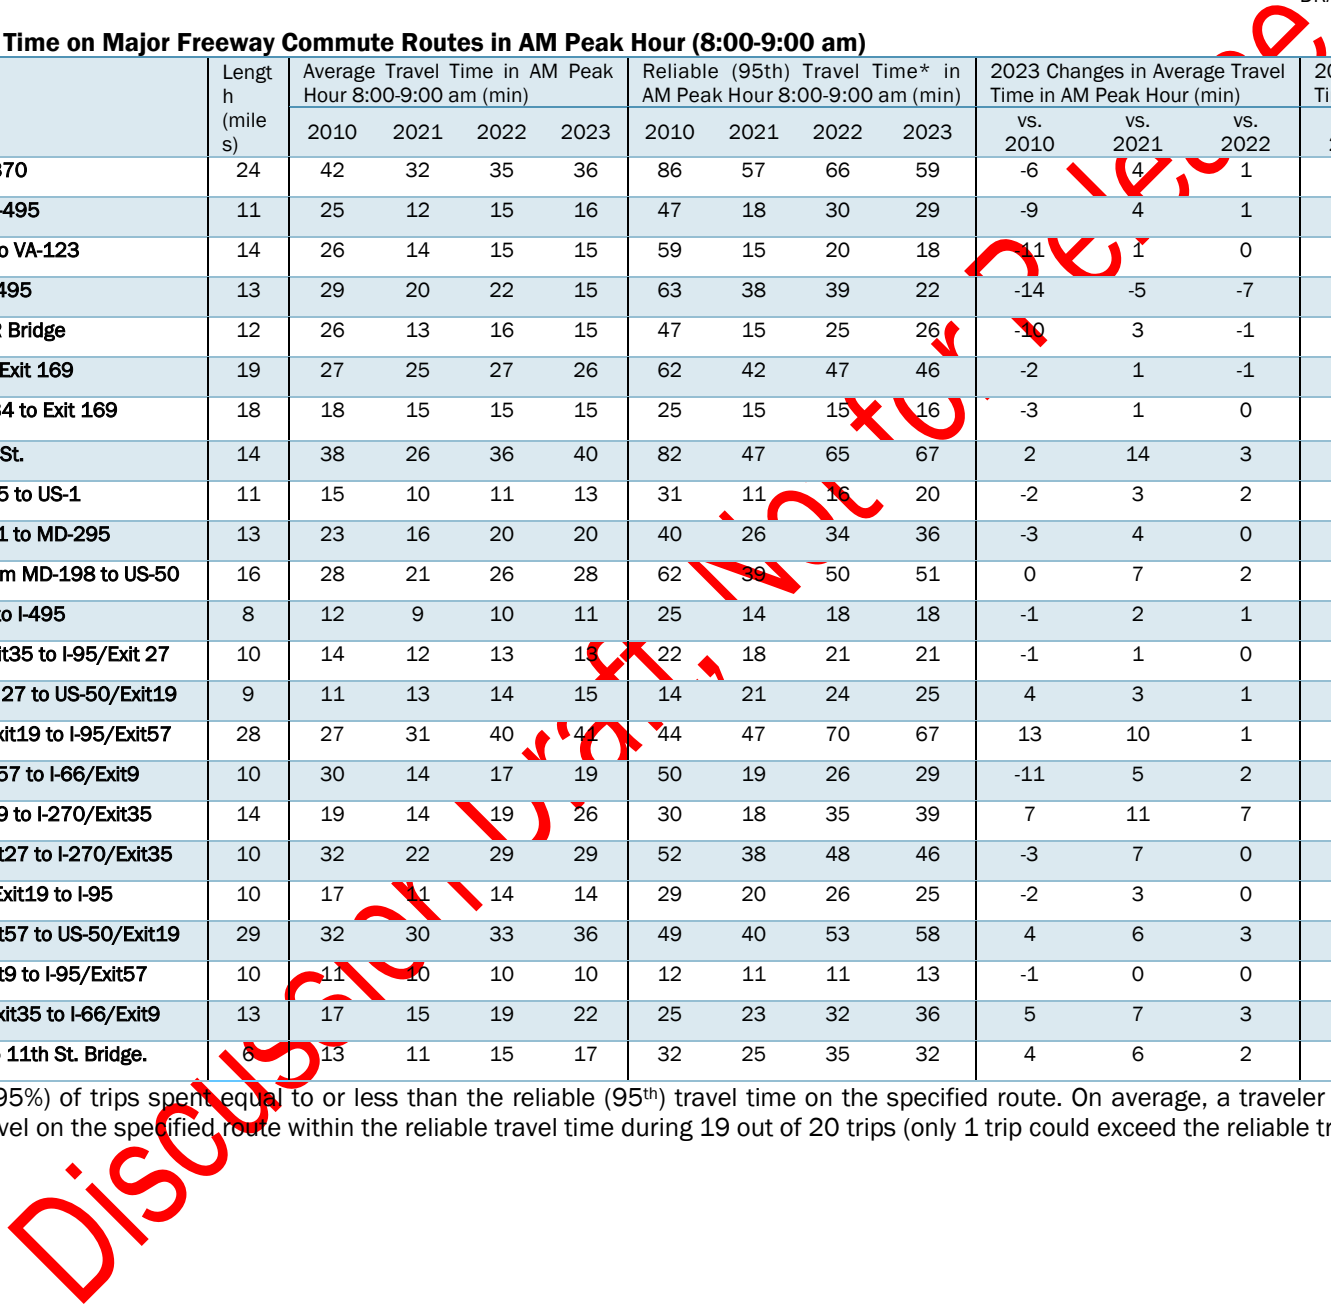 Time on Major Freeway Commute Routes in AM Peak Hour (8:00-9:00 am)
Lengt
h
(mile
s)
Average Travel Time in AM Peak
Hour 8:00-9:00 am (min)
Reliable (95th) Travel Time* in
AM Peak Hour 8:00-9:00 am (min)
2023 Changes in Average Travel
Time in AM Peak Hour (min)
2010 2021 2022 2023 2010 2021 2022 2023 vs. 2010 vs. 2021 vs. 2022
370 24 42 32 35 36 86 57 66 59 -6 4 1
-495 11 25 12 15 16 47 18 30 29 -9 4 1
o VA-123 14 26 14 15 15 59 15 20 18 -11 1 0
495 13 29 20 22 15 63 38 39 22 -14 -5 -7
Bridge 12 26 13 16 15 47 15 25 26 -10 3 -1
Exit 169 19 27 25 27 26 62 42 47 46 -2 1 -1
4 to Exit 169 18 18 15 15 15 25 15 15 16 -3 1 0
St. 14 38 26 36 40 82 47 65 67 2 14 3
5 to US-1 11 15 10 11 13 31 11 16 20 -2 3 2
1 to MD-295 13 23 16 20 20 40 26 34 36 -3 4 0
m MD-198 to US-50 16 28 21 26 28 62 39 50 51 0 7 2
to I-495 8 12 9 10 11 25 14 18 18 -1 2 1
it35 to I-95/Exit 27 10 14 12 13 13 22 18 21 21 -1 1 0
27 to US-50/Exit19 9 11 13 14 15 14 21 24 25 4 3 1
xit19 to I-95/Exit57 28 27 31 40 41 44 47 70 67 13 10 1
57 to I-66/Exit9 10 30 14 17 19 50 19 26 29 -11 5 2
9 to I-270/Exit35 14 19 14 19 26 30 18 35 39 7 11 7
t27 to I-270/Exit35 10 32 22 29 29 52 38 48 46 -3 7 0
Exit19 to I-95 10 17 11 14 14 29 20 26 25 -2 3 0
t57 to US-50/Exit19 29 32 30 33 36 49 40 53 58 4 6 3
t9 to I-95/Exit57 10 11 10 10 10 12 11 11 13 -1 0 0
xit35 to I-66/Exit9 13 17 15 19 22 25 23 32 36 5 7 3
11th St. Bridge. 6 13 11 15 17 32 25 35 32 4 6 2
95%) of trips spent equal to or less than the reliable (95th) travel time on the specified route. On average, a traveler
vel on the specified route within the reliable travel time during 19 out of 20 trips (only 1 trip could exceed the reliable tr
Discussion Draft, Not for